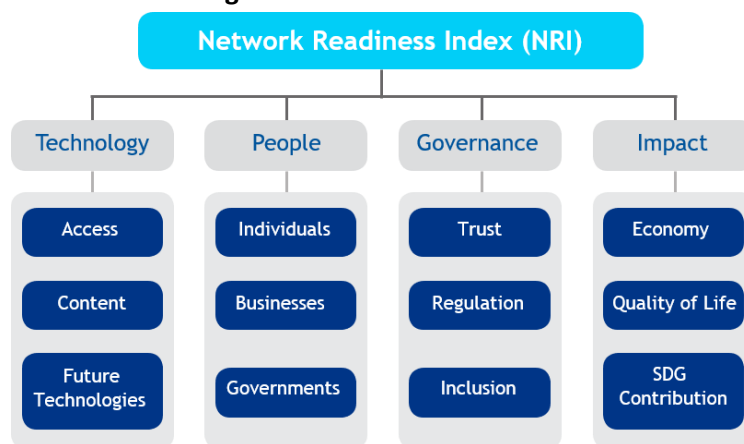 Network Readiness Index (NRI)
Technology
People
Governance
Impact
Access
Individuals
Trust
Economy
Content
Businesses
Regulation
Quality of Life
Future
Technologies
Governments
Inclusion
SDG
Contribution